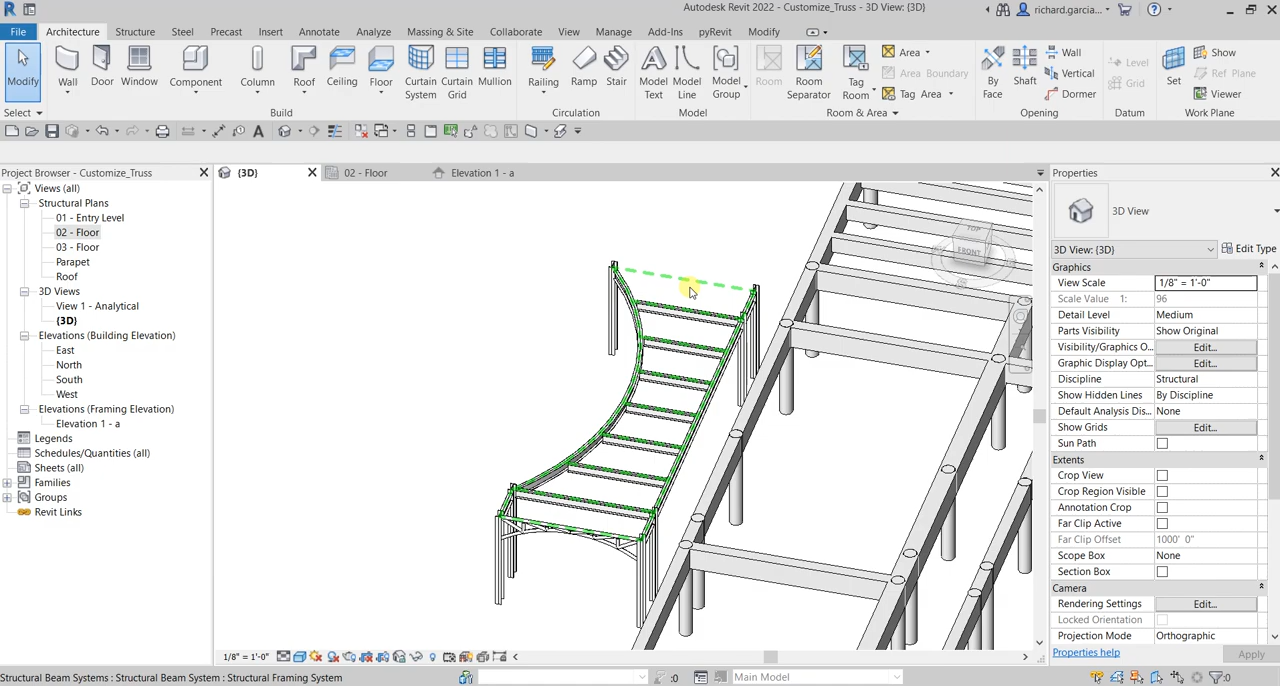 Autodesk Revit 2022 - Customize_Truss - 3D View: {3D}
richard.garcia...
File Architecture Structure Steel Precast Insert Annotate Analyze Massing & Site Collaborate View Manage Add-Ins pyRevit Modify
Modify Wall Door Window Component Column Roof Ceiling Floor Curtain System Curtain Grid Mullion Railing Ramp Stair Model Text Model Line Model Group Room Room Separator Tag Room Area Area Boundary Tag Area By Face Shaft Wall Vertical Dormer Level Grid Set Show Ref Plane Viewer
Select Build Circulation Model Room & Area Opening Datum Work Plane
Project Browser - Customize_Truss
{3D} 02 - Floor Elevation 1 - a
Properties
Views (all)
Structural Plans
01 - Entry Level
02 - Floor
03 - Floor
Parapet
Roof
3D Views
View 1 - Analytical
{3D}
Elevations (Building Elevation)
East
North
South
West
Elevations (Framing Elevation)
Elevation 1 - a
Legends
Schedules/Quantities (all)
Sheets (all)
Families
Groups
Revit Links
TOP
FRONT
3D View
3D View: {3D} Edit Type
Graphics
View Scale 1/8" = 1'-0"
Scale Value 1: 96
Detail Level Medium
Parts Visibility Show Original
Visibility/Graphics O... Edit...
Graphic Display Opt... Edit...
Discipline Structural
Show Hidden Lines By Discipline
Default Analysis Dis... None
Show Grids Edit...
Sun Path
Extents
Crop View
Crop Region Visible
Annotation Crop
Far Clip Active
Far Clip Offset 1000' 0"
Scope Box None
Section Box
Camera
Rendering Settings Edit...
Locked Orientation
Projection Mode Orthographic
Properties help Apply
1/8" = 1'-0"
Structural Beam Systems : Structural Beam System : Structural Framing System
:0 Main Model :0